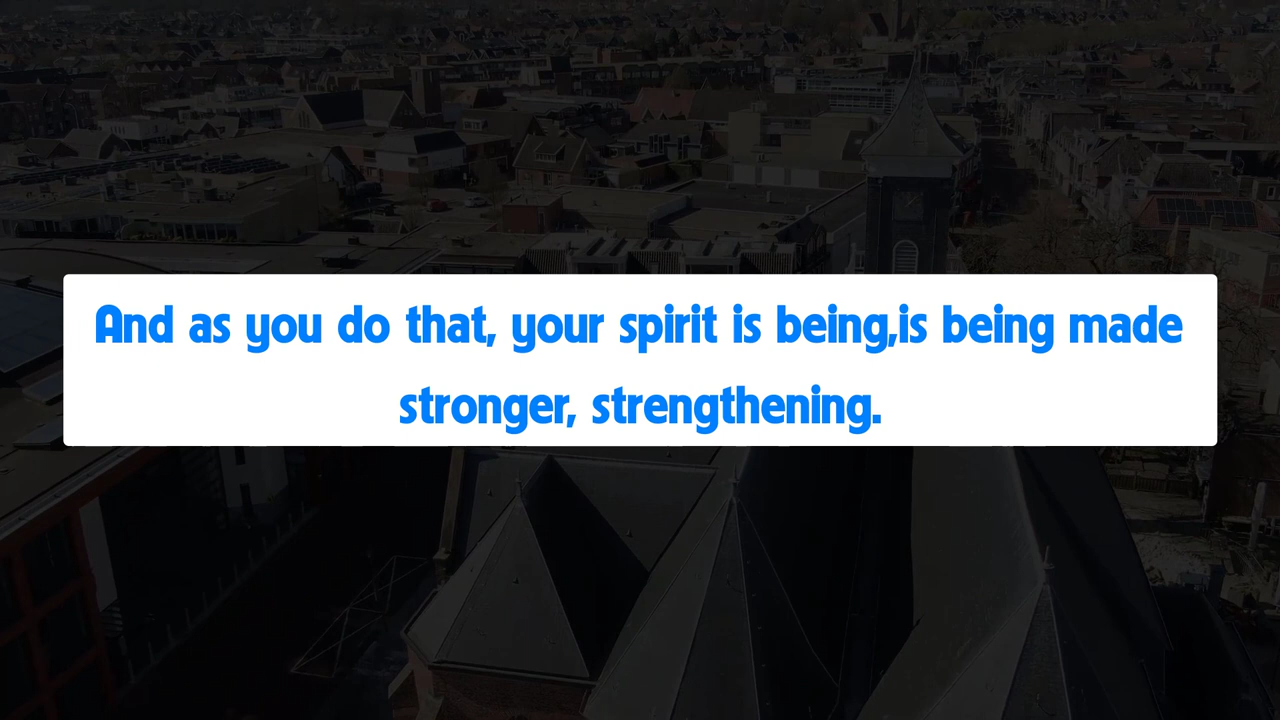 And as you do that, your spirit is being,is being made
stronger, strengthening.